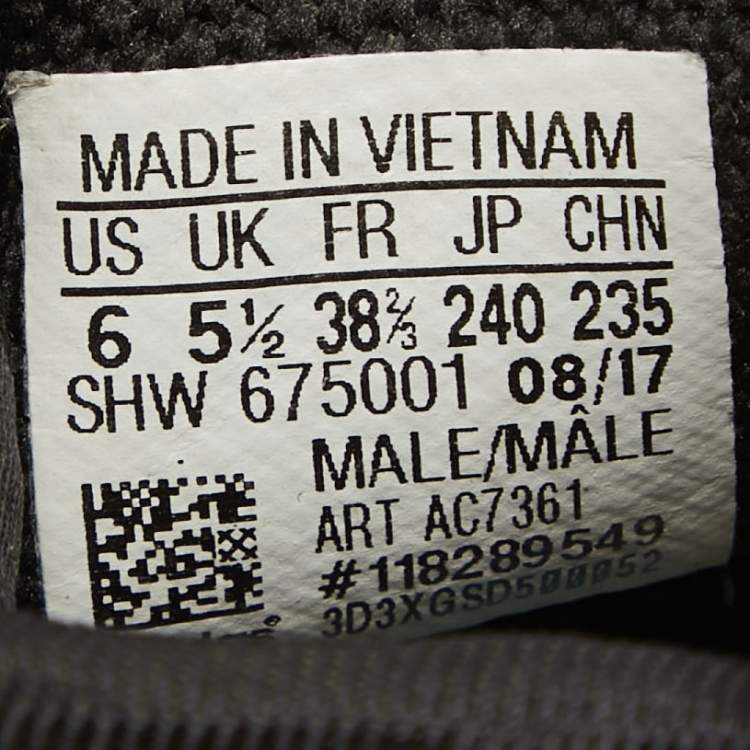 MADE IN VIETNAM
US UK FR JP CHN
6 5½ 38⅔ 240 235
SHW 675001 08/17
MALE/MÂLE
ART AC7361
#118289549
3D3XGSD500052